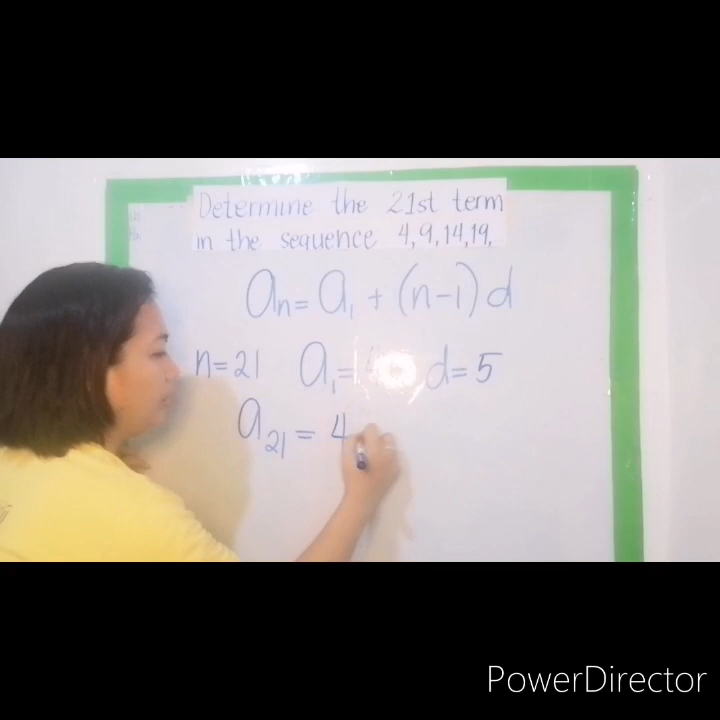 Determine the 21st term
in the sequence 4,9,14,19,
an = a1 + (n-1)d
n=21 a1=4 d=5
a21 = 4
PowerDirector